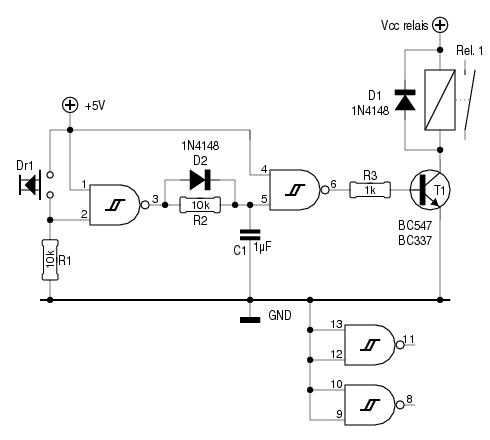 Vcc relais
Rel. 1
D1
1N4148
+5V
1N4148
D2
Dr1
1
2
3
4
5
6
10k
R2
R3
1k
T1
10k
R1
C1
1µF
BC547
BC337
GND
13
12
11
10
9
8